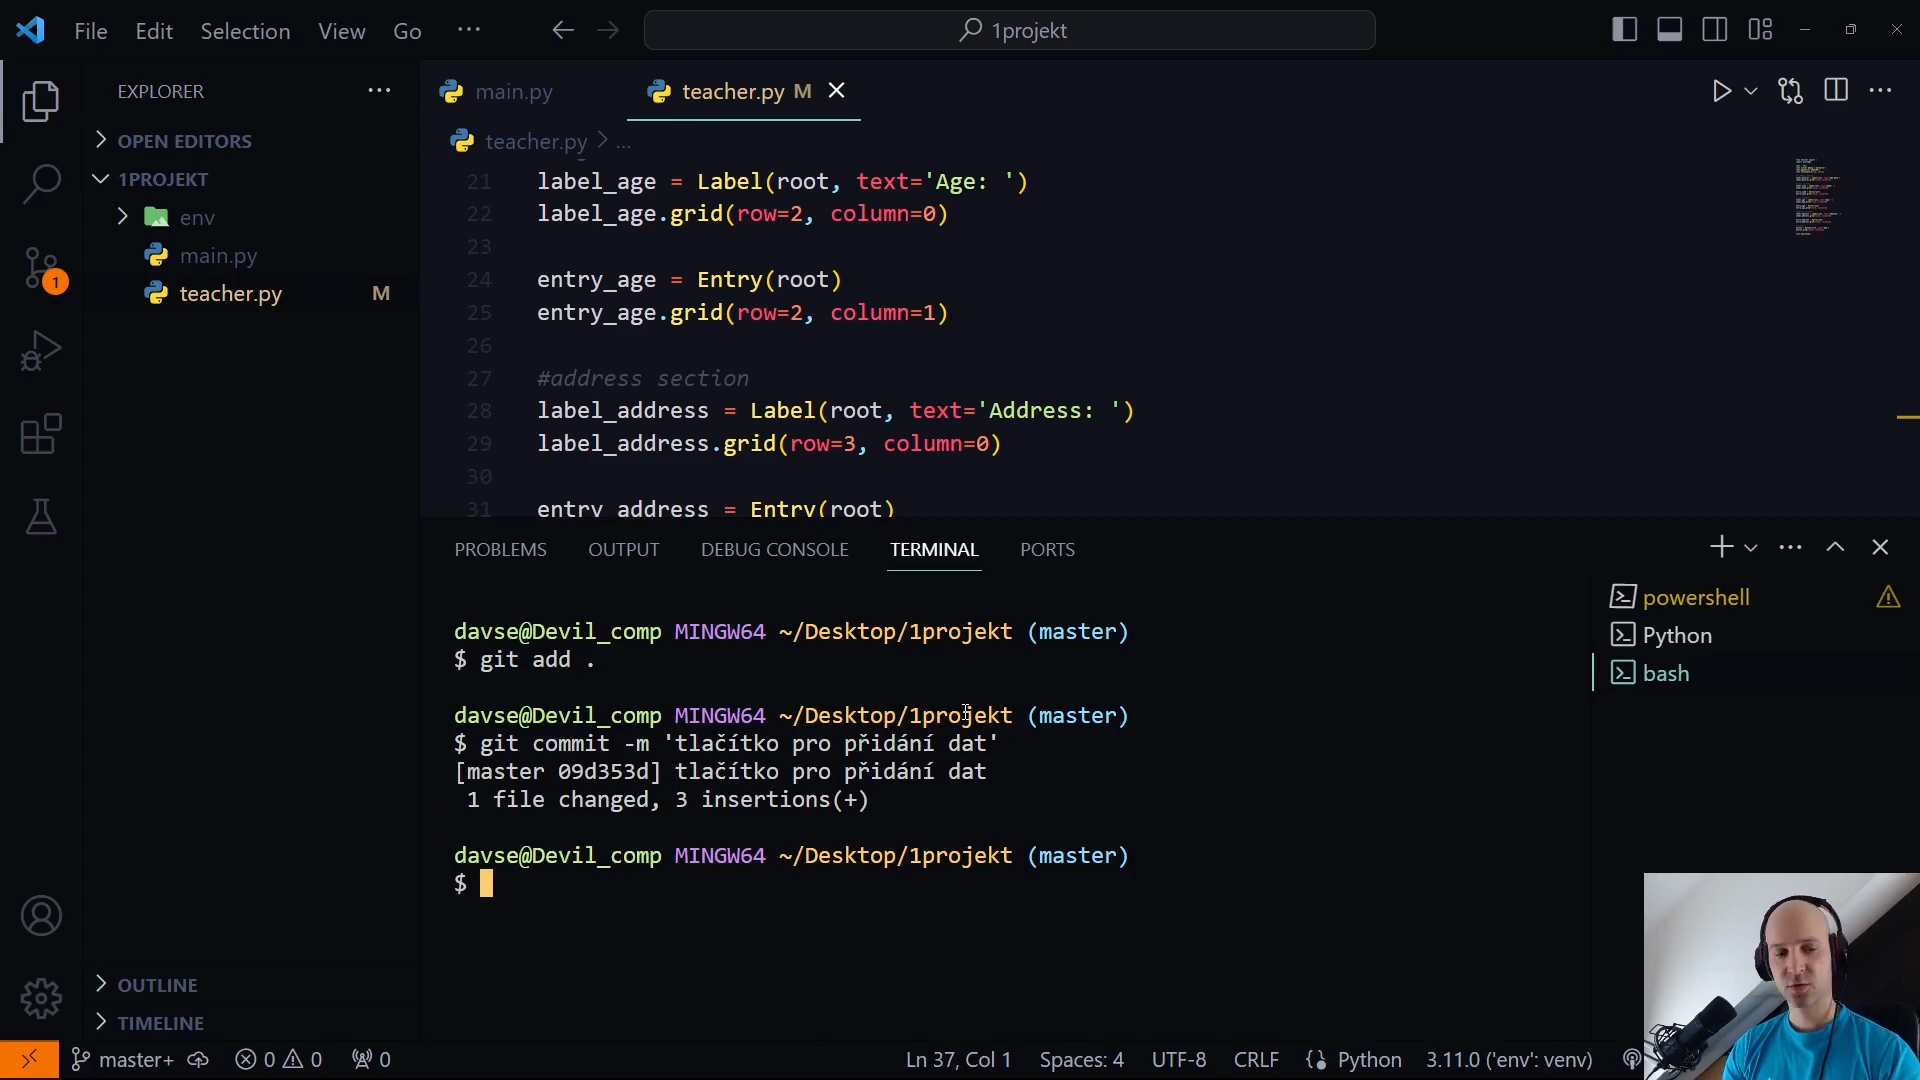 File Edit Selection View Go ...
1projekt
EXPLORER
OPEN EDITORS
1PROJEKT
env
main.py
teacher.py M
1
OUTLINE
TIMELINE
main.py
teacher.py M
teacher.py > ...
21 label_age = Label(root, text='Age: ')
22 label_age.grid(row=2, column=0)
23
24 entry_age = Entry(root)
25 entry_age.grid(row=2, column=1)
26
27 #address section
28 label_address = Label(root, text='Address: ')
29 label_address.grid(row=3, column=0)
30
31 entry_address = Entry(root)
PROBLEMS OUTPUT DEBUG CONSOLE TERMINAL PORTS
davse@Devil_comp MINGW64 ~/Desktop/1projekt (master)
$ git add .
davse@Devil_comp MINGW64 ~/Desktop/1projekt (master)
$ git commit -m 'tlačítko pro přidání dat'
[master 09d353d] tlačítko pro přidání dat
1 file changed, 3 insertions(+)
davse@Devil_comp MINGW64 ~/Desktop/1projekt (master)
$
powershell
Python
bash
master+ 0 0 0 Ln 37, Col 1 Spaces: 4 UTF-8 CRLF Python 3.11.0 ('env': venv)